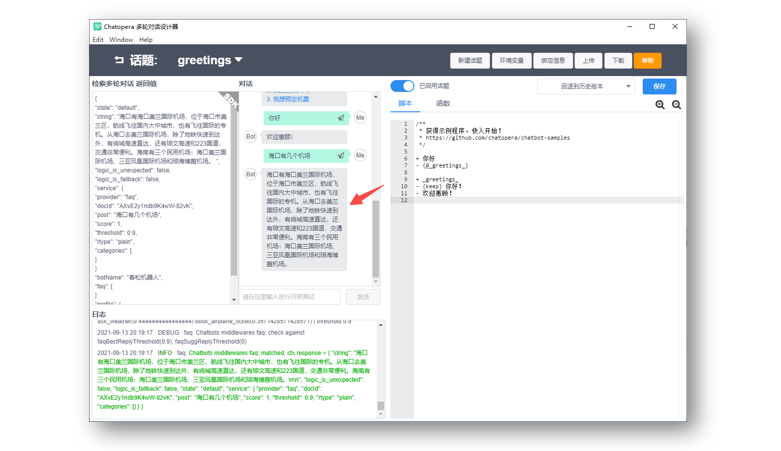 Chatopera 多轮对话设计器
Edit Window Help
话题: greetings
新建话题 环境变量 绑定信息 上传 下载 帮助
检索多轮对话 返回值
{
"state": "default",
"string": "海口有海口美兰国际机场，位于海口市美兰
区，航线飞往国内大中城市，也有飞往国际的专
机。从海口去美兰国际机场，除了地铁快速到达
外，有绕城高速直达，还有琼文高速和223国道，
交通非常便利。海南有三个民用机场：海口美兰国
际机场、三亚凤凰国际机场和琼海博鳌机场。 ",
"logic_is_unexpected": false,
"logic_is_fallback": false,
"service": {
"provider": "faq",
"docId": "AXvE2y1ndb9K4wW-82vK",
"post": "海口有几个机场",
"score": 1,
"threshold": 0.9,
"rtype": "plain",
"categories": [
]
}
"botName": "春松机器人",
"faq": [
]
"profile": {
对话
3. 我想预定机票
你好
Me
Bot
欢迎惠顾！
海口有几个机场
Me
Bot
海口有海口美兰国际机场，
位于海口市美兰区，航线飞
往国内大中城市，也有飞往
国际的专机。从海口去美兰
国际机场，除了地铁快速到
达外，有绕城高速直达，还
有琼文高速和223国道，交通
非常便利。海南有三个民用
机场：海口美兰国际机场、
三亚凤凰国际机场和琼海博
鳌机场。
请在这里输入进行问答测试
发送
日志
2021-09-13 20:19:17 DEBUG faq Chatbots middlewares faq: check against
faqBestReplyThreshold(0.9), faqSuggReplyThreshold(0)
2021-09-13 20:19:17 INFO faq Chatbots middlewares faq: matched, ctx.response = { "string": "海口
有海口美兰国际机场，位于海口市美兰区，航线飞往国内大中城市，也有飞往国际的专机。从海口去美兰
国际机场，除了地铁快速到达外，有绕城高速直达，还有琼文高速和223国道，交通非常便利。海南有
三个民用机场：海口美兰国际机场、三亚凤凰国际机场和琼海博鳌机场。\n\n", "logic_is_unexpected":
false, "logic_is_fallback": false, "state": "default", "service": { "provider": "faq", "docId":
"AXvE2y1ndb9K4wW-82vK", "post": "海口有几个机场", "score": 1, "threshold": 0.9, "rtype": "plain",
"categories": [] } }
已启用话题
回退到历史版本
保存
脚本 函数
1 /**
2 * 获得示例程序，快入开始！
3 * https://github.com/chatopera/chatbot-samples
4 */
5
6 + 你好
7 - {@_greetings_}
8
9 + _greetings_
10 - {keep} 你好！
11 - 欢迎惠顾！
12